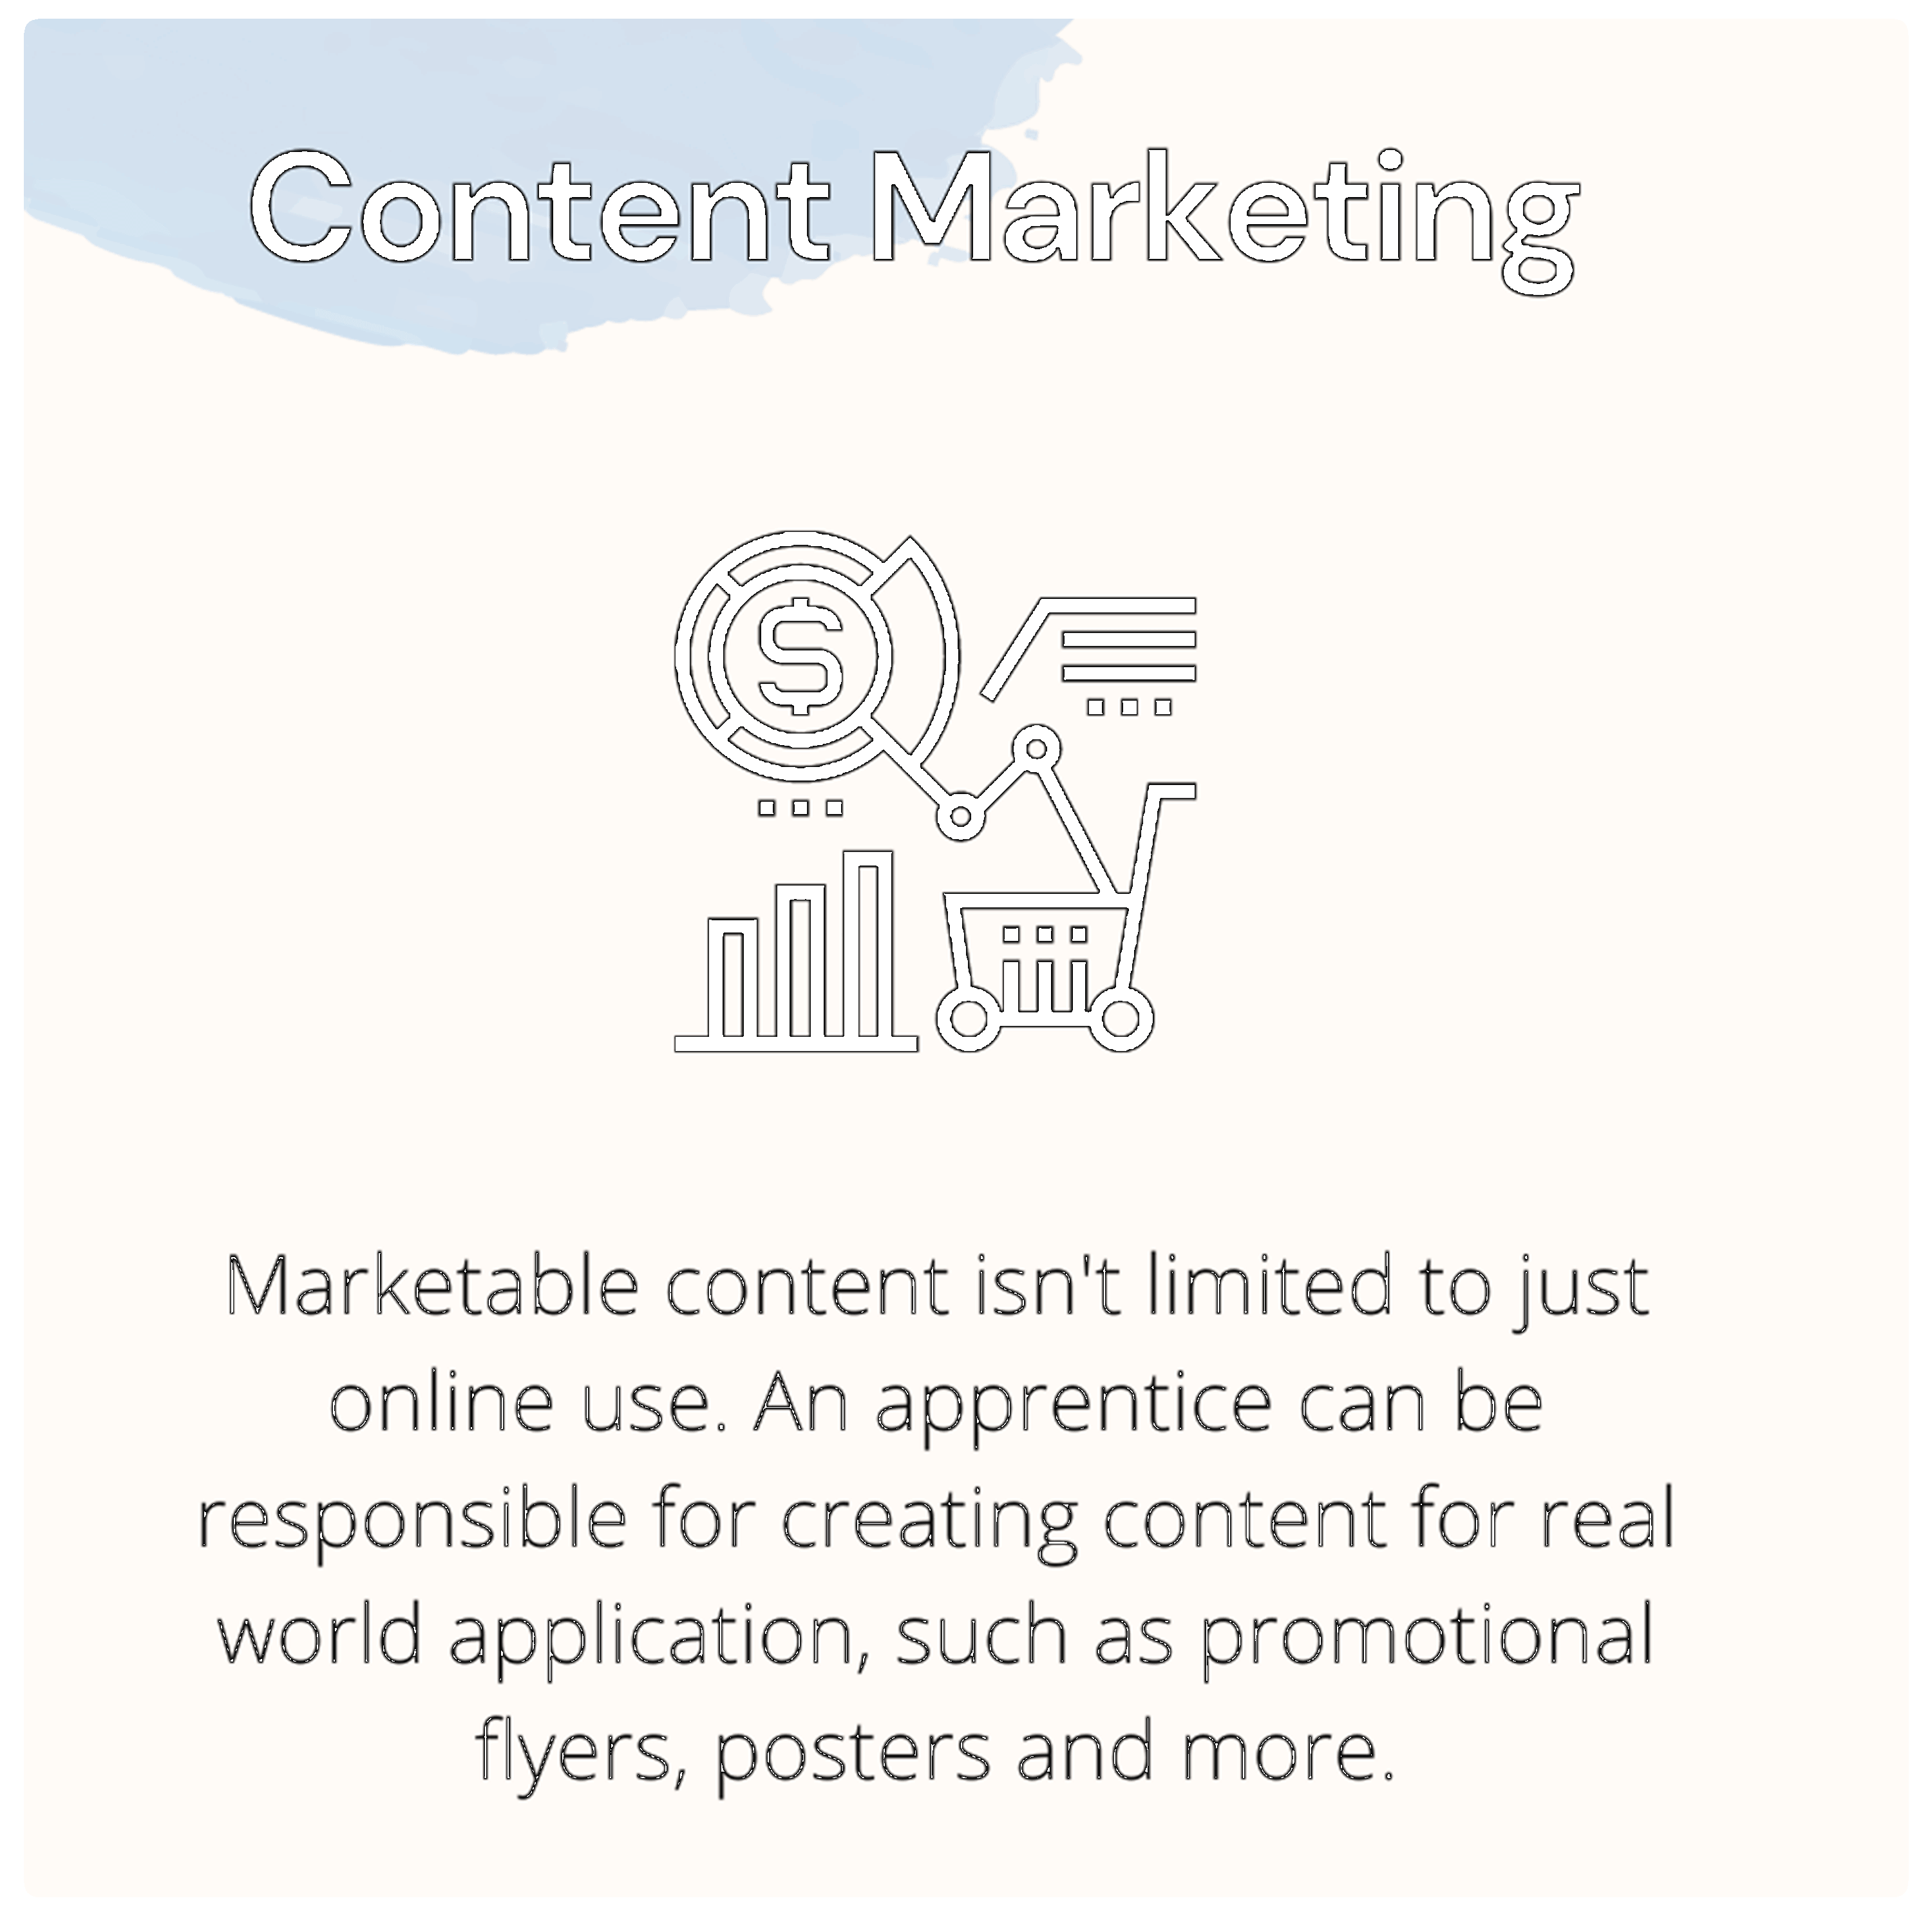 Content Marketing
$
Marketable content isn't limited to just
online use. An apprentice can be
responsible for creating content for real
world application, such as promotional
flyers, posters and more.